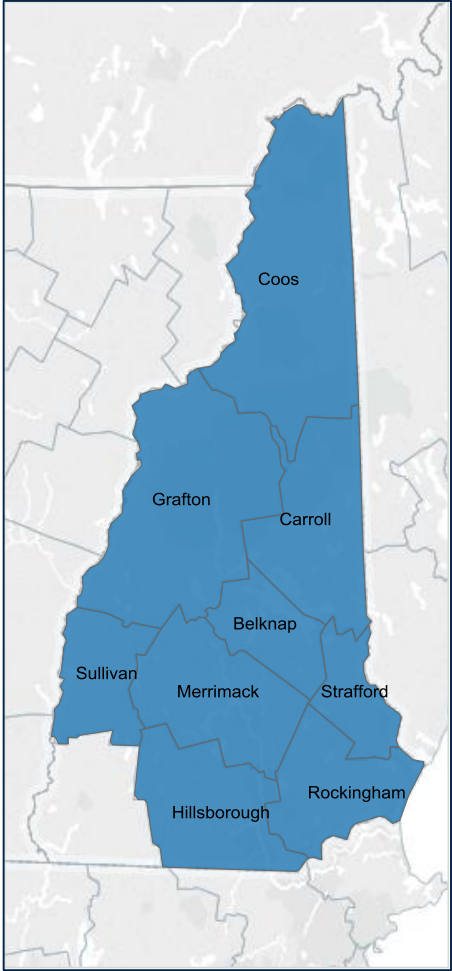 Coos
Grafton
Carroll
Belknap
Sullivan
Merrimack
Strafford
Rockingham
Hillsborough